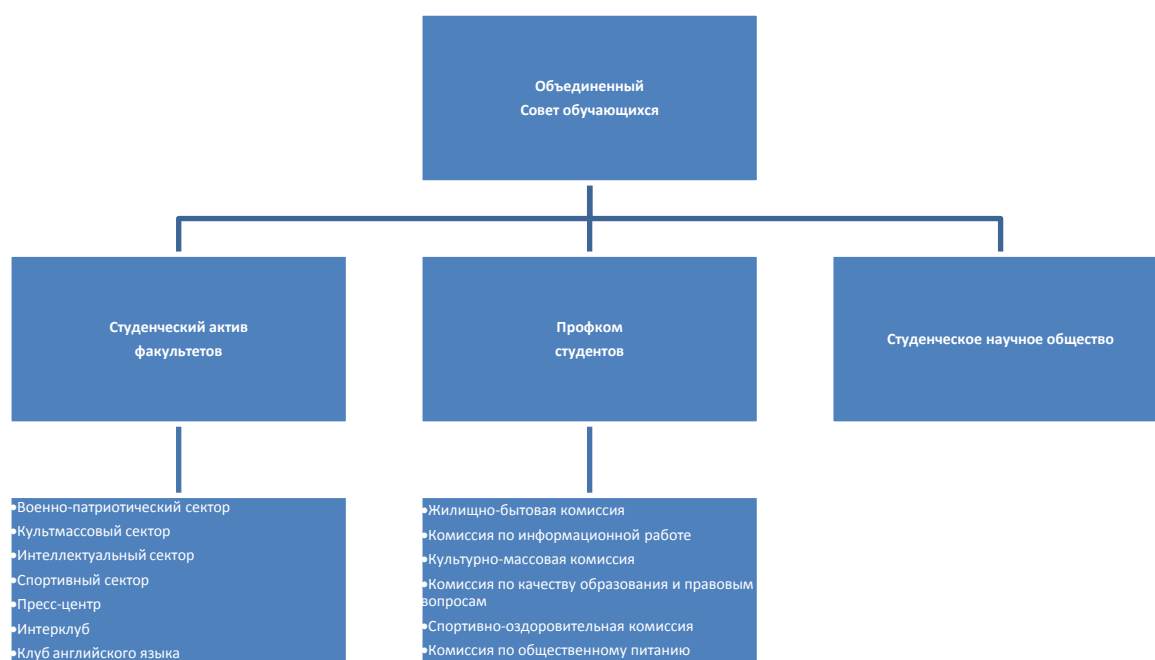 Объединенный
Совет обучающихся
Студенческий актив
факультетов
Профком
студентов
Студенческое научное общество
•Военно-патриотический сектор
•Культмассовый сектор
•Интеллектуальный сектор
•Спортивный сектор
•Пресс-центр
•Интерклуб
•Клуб английского языка
•Жилищно-бытовая комиссия
•Комиссия по информационной работе
•Культурно-массовая комиссия
•Комиссия по качеству образования и правовым
вопросам
•Спортивно-оздоровительная комиссия
•Комиссия по общественному питанию